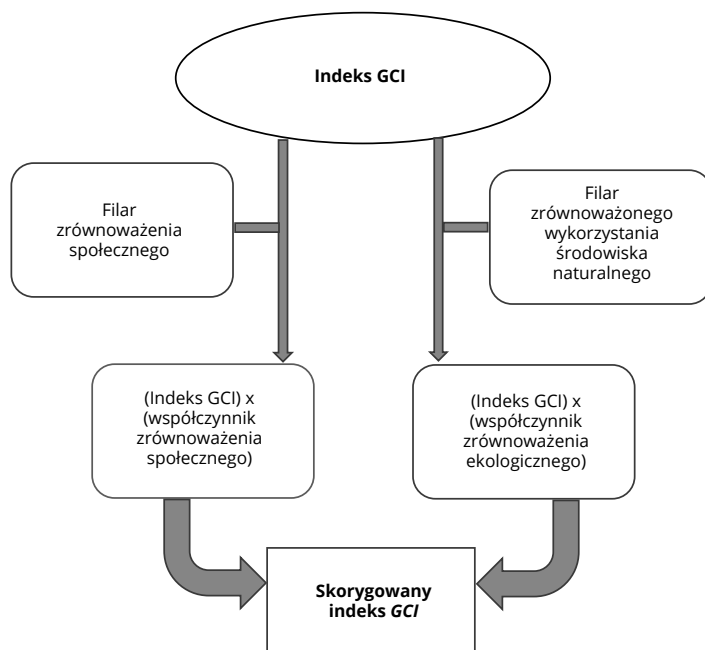 Indeks GCI
Filar
zrównoważenia
społecznego
Filar
zrównoważonego
wykorzystania
środowiska
naturalnego
(Indeks GCI) x
(współczynnik
zrównoważenia
społecznego)
(Indeks GCI) x
(współczynnik
zrównoważenia
ekologicznego)
Skorygowany
indeks GCI